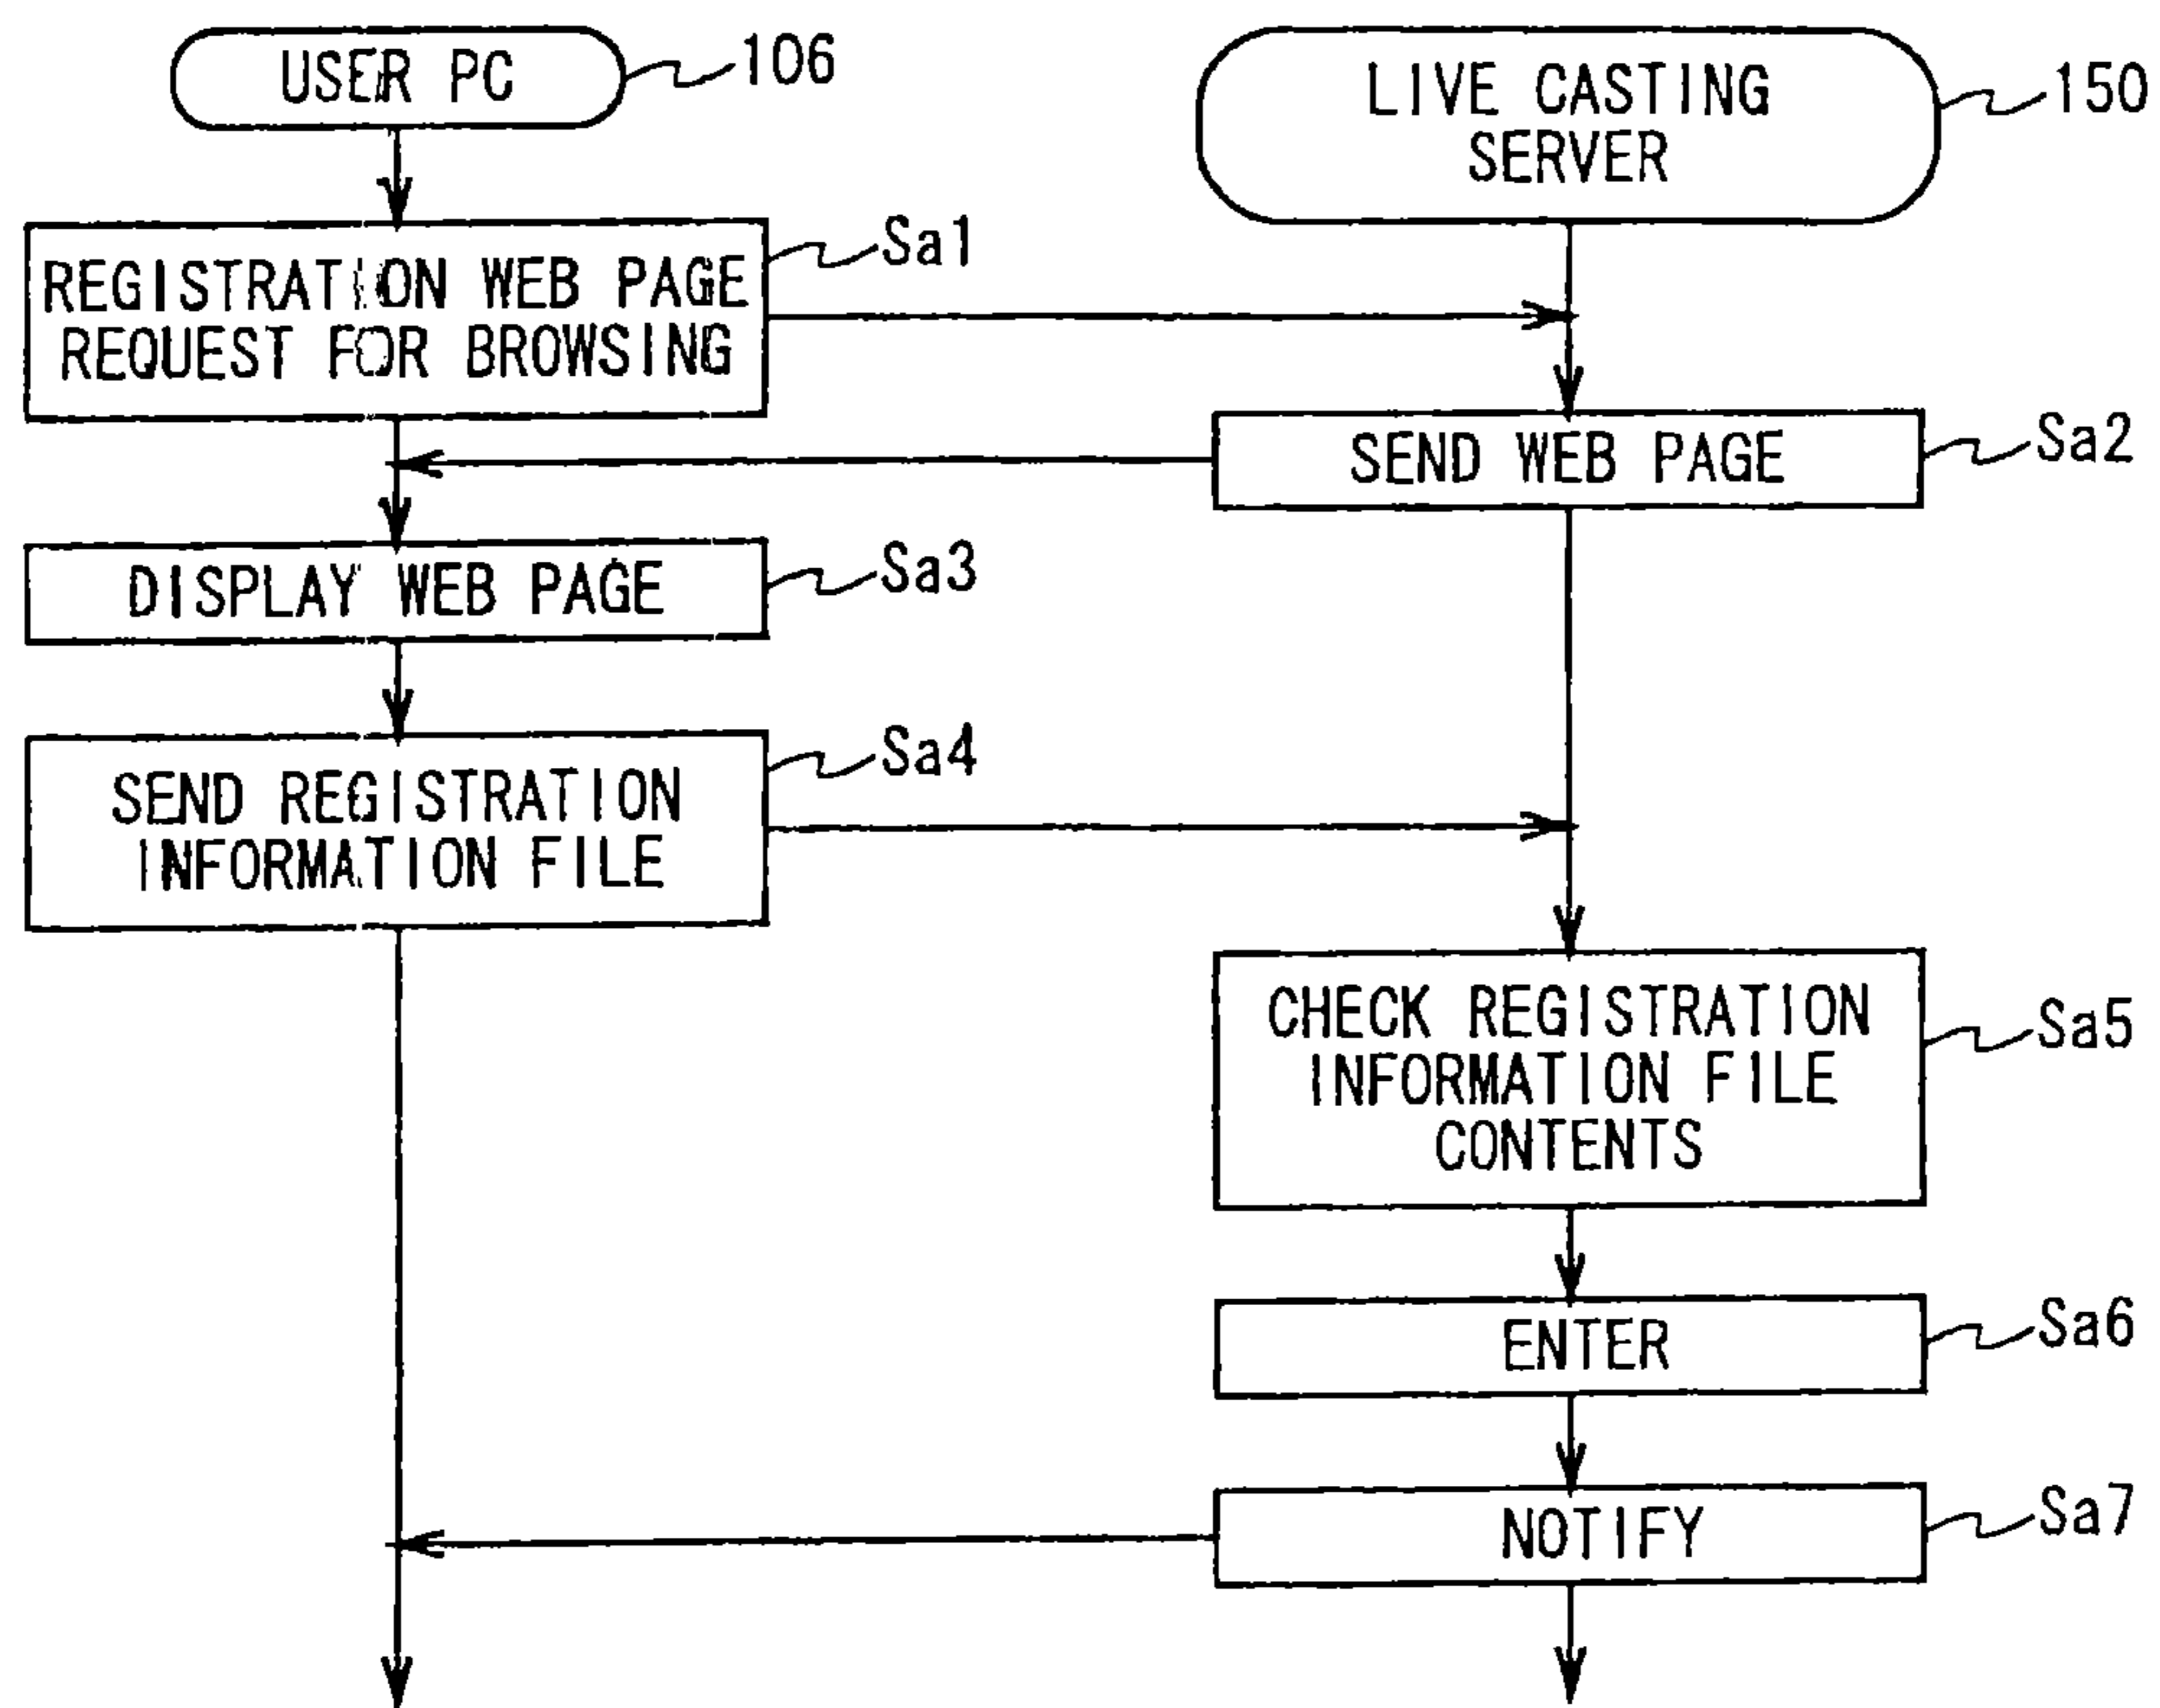 USER PC
106
LIVE CASTING
SERVER
150
REGISTRATION WEB PAGE
REQUEST FOR BROWSING
Sa1
SEND WEB PAGE
Sa2
DISPLAY WEB PAGE
Sa3
SEND REGISTRATION
INFORMATION FILE
Sa4
CHECK REGISTRATION
INFORMATION FILE
CONTENTS
Sa5
ENTER
Sa6
NOTIFY
Sa7